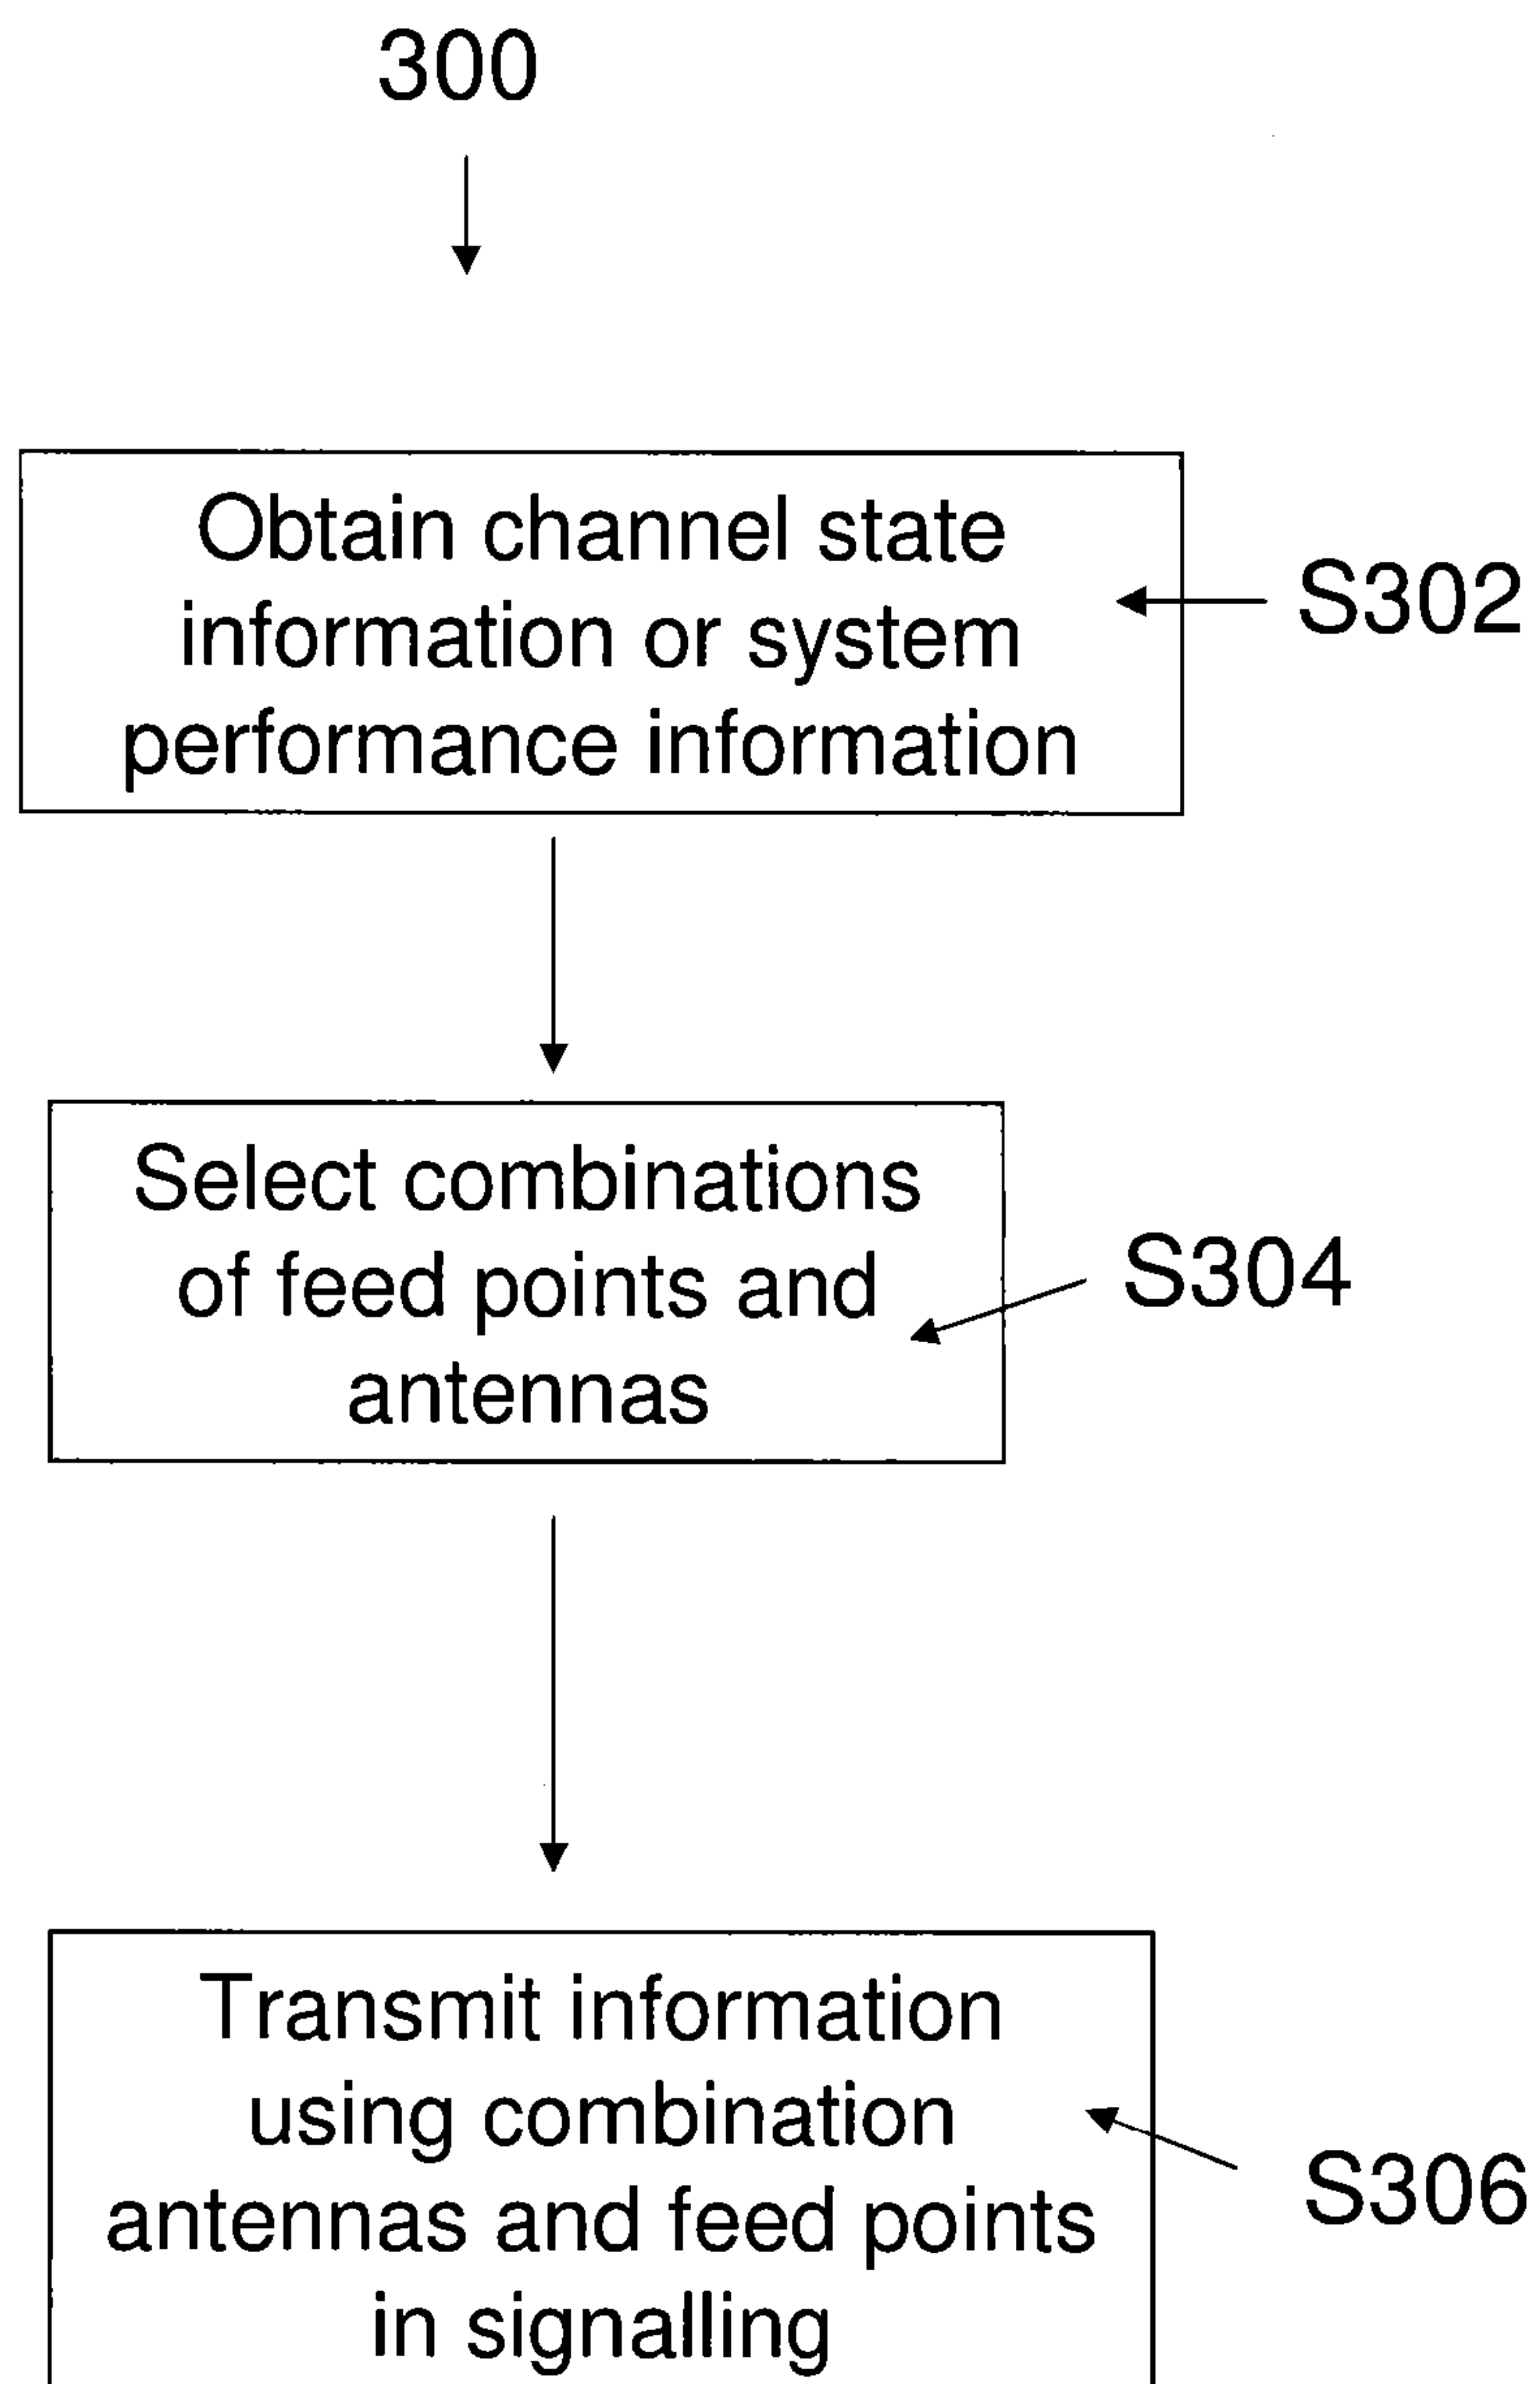 300
Obtain channel state
information or system
performance information
S302
Select combinations
of feed points and
antennas
S304
Transmit information
using combination
antennas and feed points
in signalling
S306